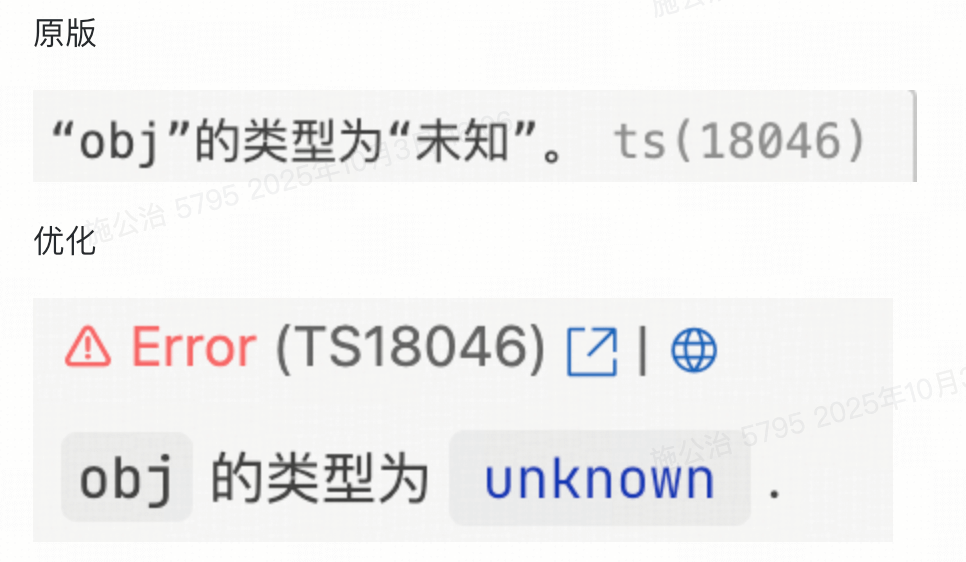 原版
“obj”的类型为“未知”。 ts(18046)
施公治 5795 2025年10月3
优化
Error (TS18046) |
施公治 5795 2025年10月3
obj 的类型为 unknown .